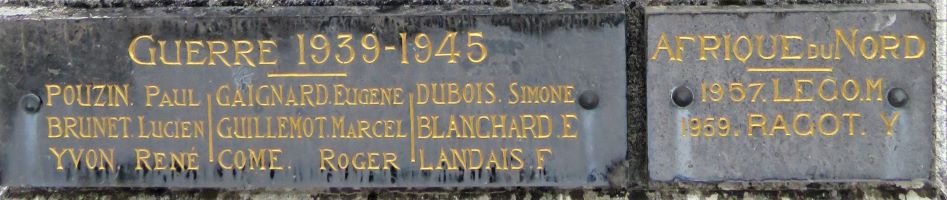 GUERRE 1939-1945
POUZIN. PAUL GAIGNARD. EUGENE DUBOIS. SIMONE
BRUNET. LUCIEN GUILLEMOT. MARCEL BLANCHARD. E
YVON. RENÉ COME. ROGER LANDAIS. F
AFRIQUE DU NORD
1957. LECO. M
1959. RAGOT. Y